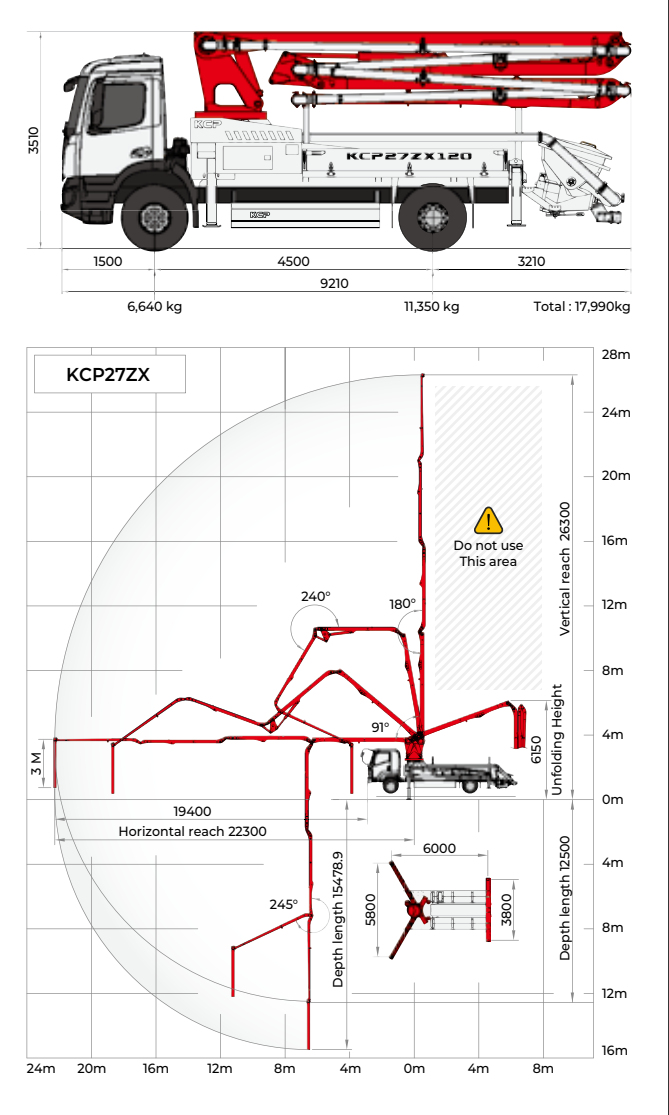 3510
KCP
KCP27ZX120
KCP
1500
4500
3210
9210
6,640 kg
11,350 kg
Total : 17,990kg
KCP27ZX
28m
24m
20m
16m
12m
8m
4m
0m
4m
8m
12m
16m
Do not use
This area
Vertical reach 26300
240°
180°
91°
6150
Unfolding Height
3 M
19400
Horizontal reach 22300
Depth length 15478.9
245°
6000
5800
3800
Depth length 12500
24m 20m 16m 12m 8m 4m 0m 4m 8m